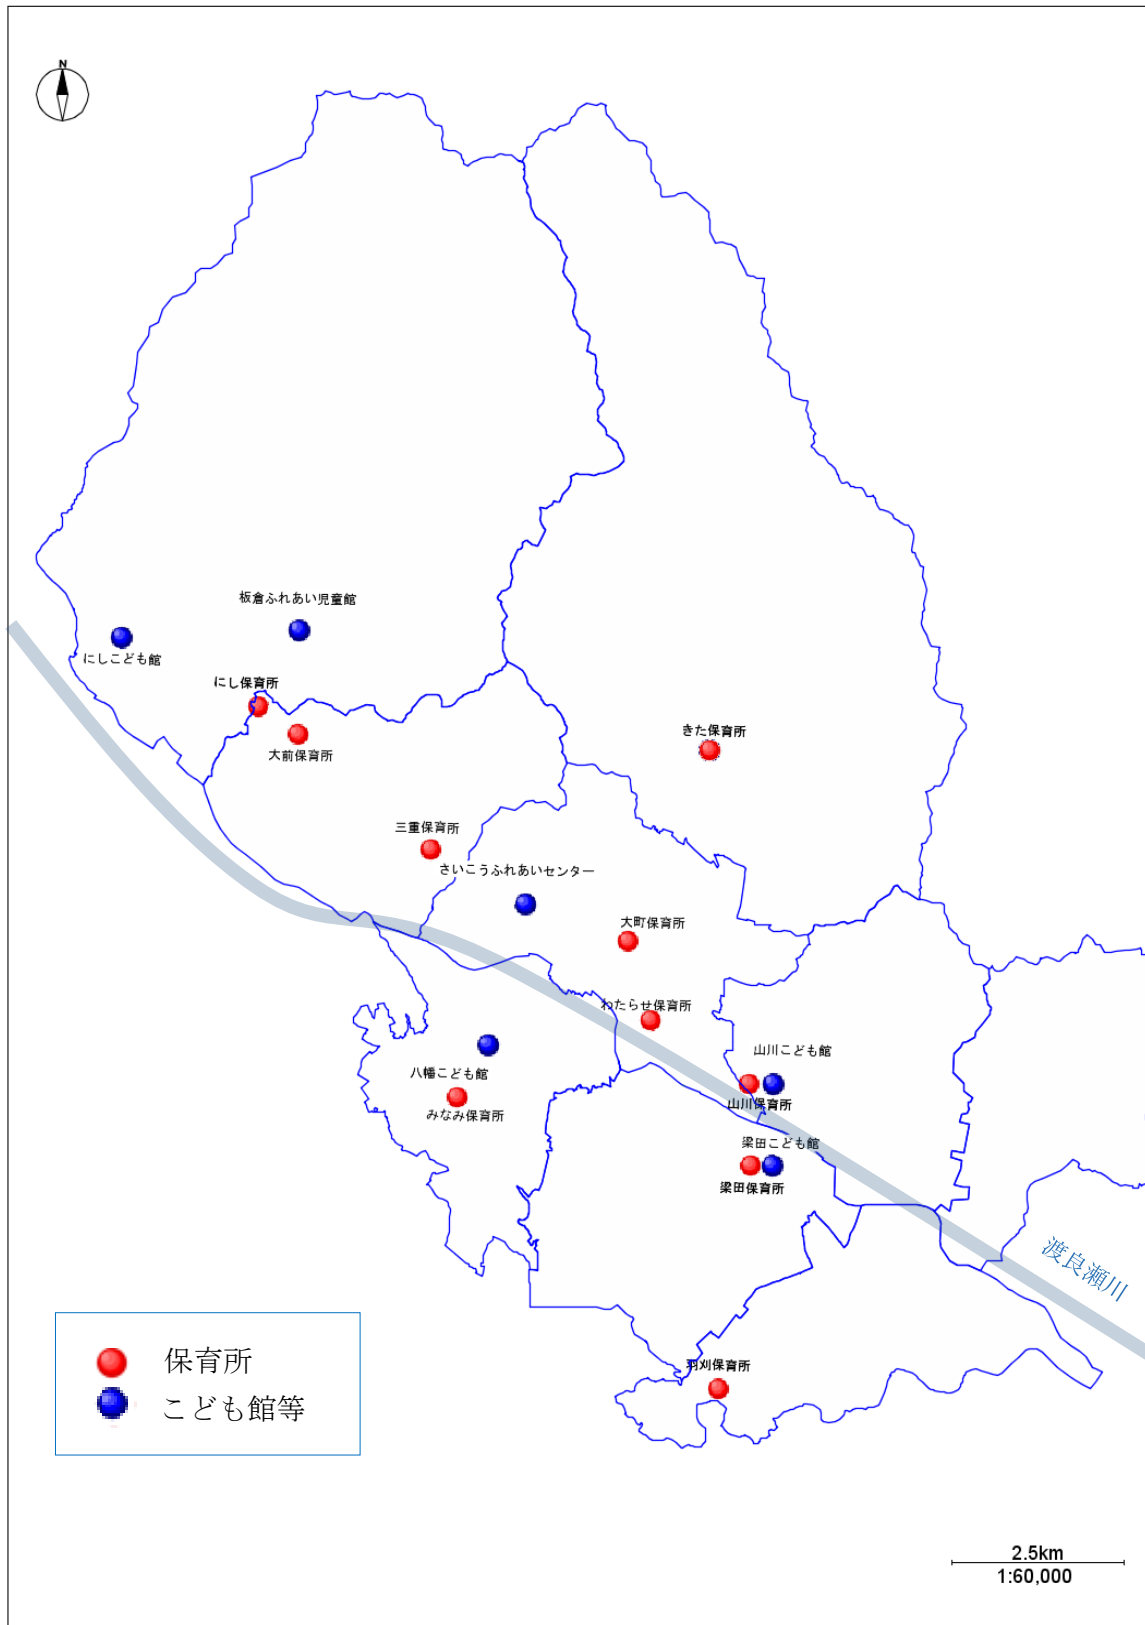 N
板倉ふれあい児童館
にしこども館
にし保育所
大前保育所
きた保育所
三重保育所
さいこうふれあいセンター
大町保育所
わたらせ保育所
山川こども館
八幡こども館
山川保育所
みなみ保育所
梁田こども館
梁田保育所
渡良瀬川
羽刈保育所
保育所
こども館等
2.5km
1:60,000